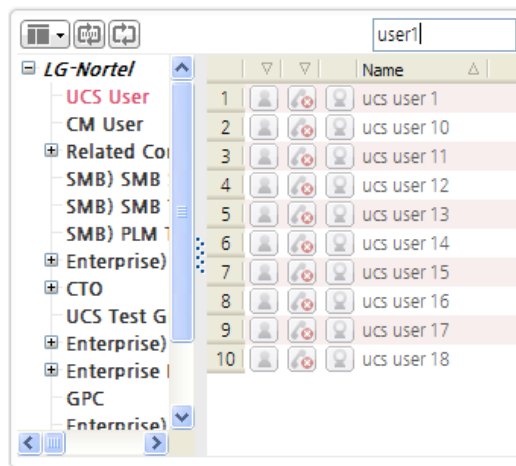 user1
LG-Nortel
UCS User
CM User
Related
SMB) SMB
SMB) SMB
SMB) PLM
Enterprise)
CTO
UCS Test
Enterprise)
Enterprise
GPC
Enterprise)
Name
1 ucs user 1
2 ucs user 10
3 ucs user 11
4 ucs user 12
5 ucs user 13
6 ucs user 14
7 ucs user 15
8 ucs user 16
9 ucs user 17
10 ucs user 18